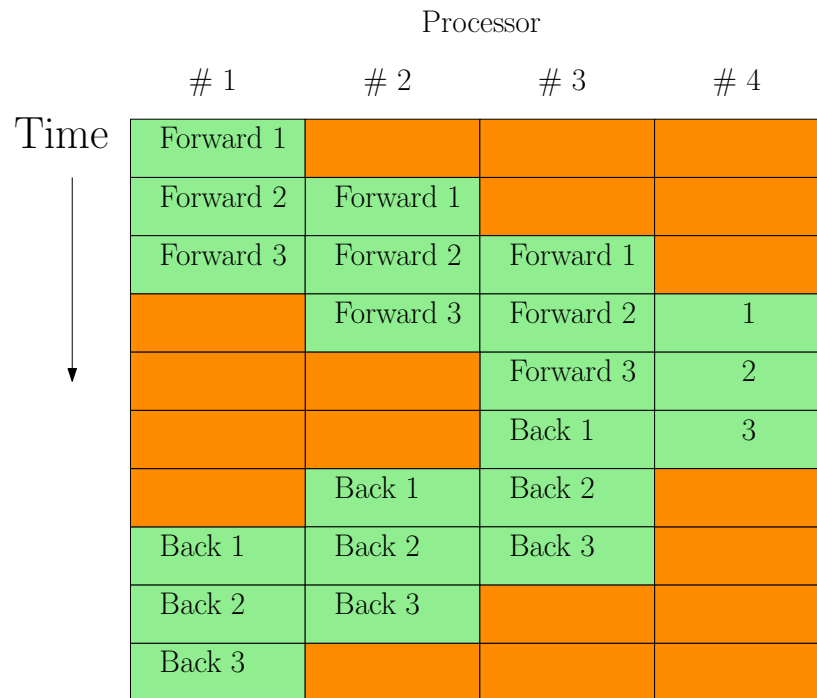 Processor
# 1 # 2 # 3 # 4
Time
Forward 1
Forward 2 Forward 1
Forward 3 Forward 2 Forward 1
Forward 3 Forward 2 1
Forward 3 2
Back 1 3
Back 1 Back 2
Back 1 Back 2 Back 3
Back 2 Back 3
Back 3